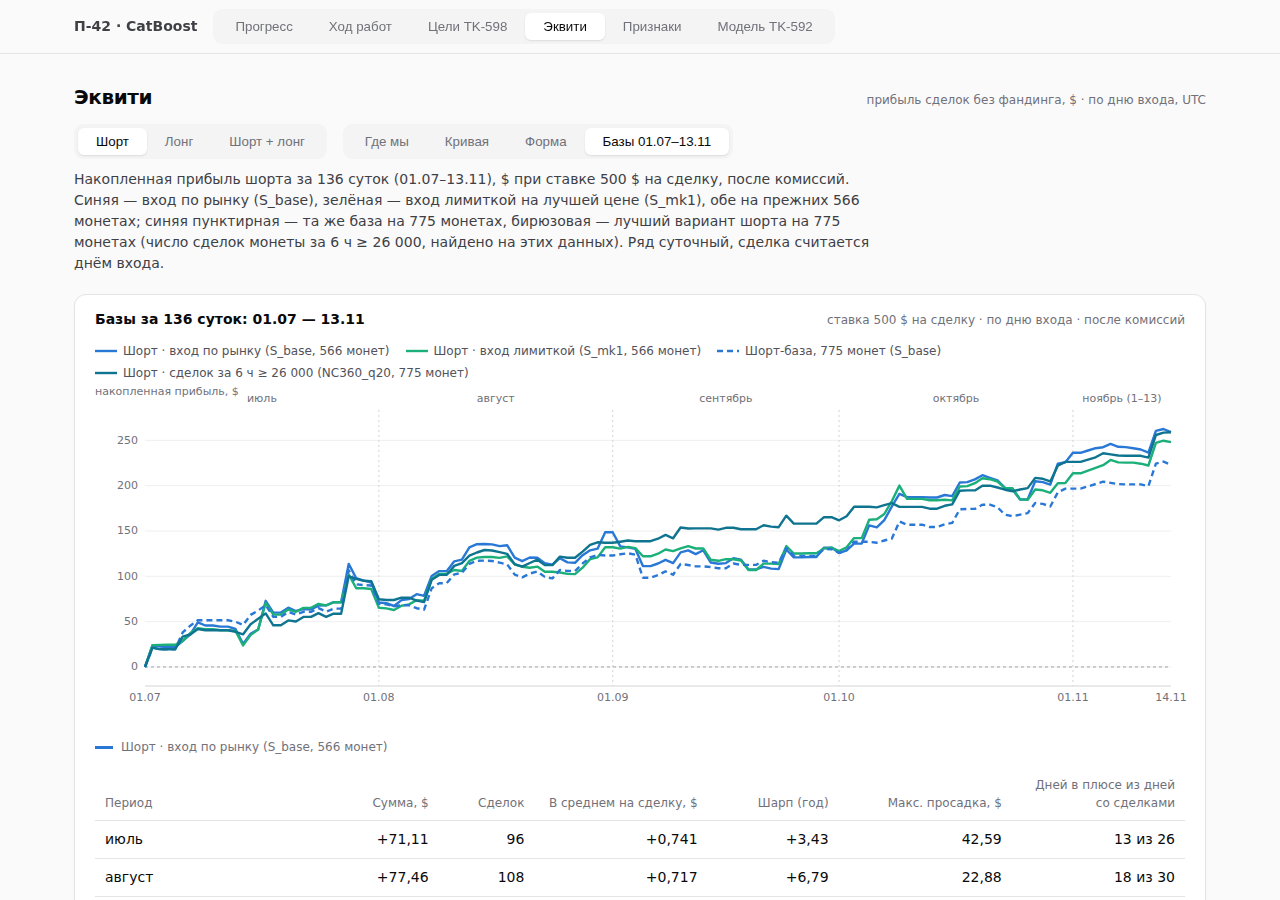 П-42 · CatBoost
Прогресс
Ход работ
Цели TK-598
Эквити
Признаки
Модель TK-592
Эквити
прибыль сделок без фандинга, $ · по дню входа, UTC
Шорт
Лонг
Шорт + лонг
Где мы
Кривая
Форма
Базы 01.07–13.11
Накопленная прибыль шорта за 136 суток (01.07–13.11), $ при ставке 500 $ на сделку, после комиссий.
Синяя — вход по рынку (S_base), зелёная — вход лимиткой на лучшей цене (S_mk1), обе на прежних 566
монетах; синяя пунктирная — та же база на 775 монетах, бирюзовая — лучший вариант шорта на 775
монетах (число сделок монеты за 6 ч ≥ 26 000, найдено на этих данных). Ряд суточный, сделка считается
днём входа.
Базы за 136 суток: 01.07 — 13.11
ставка 500 $ на сделку · по дню входа · после комиссий
Шорт · вход по рынку (S_base, 566 монет)
Шорт · вход лимиткой (S_mk1, 566 монет)
Шорт-база, 775 монет (S_base)
Шорт · сделок за 6 ч ≥ 26 000 (NC360_q20, 775 монет)
накопленная прибыль, $
июль
август
сентябрь
октябрь
ноябрь (1–13)
250
200
150
100
50
0
01.07
01.08
01.09
01.10
01.11
14.11
Шорт · вход по рынку (S_base, 566 монет)
Период
Сумма, $
Сделок
В среднем на сделку, $
Шарп (год)
Макс. просадка, $
Дней в плюсе из дней
со сделками
июль
+71,11
96
+0,741
+3,43
42,59
13 из 26
август
+77,46
108
+0,717
+6,79
22,88
18 из 30